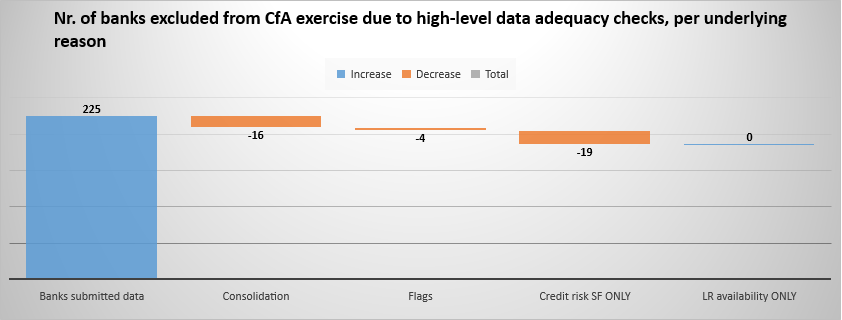 Nr. of banks excluded from CfA exercise due to high-level data adequacy checks, per underlying
reason
Increase Decrease Total
225
-16
-4
-19
0
Banks submitted data Consolidation Flags Credit risk SF ONLY LR availability ONLY